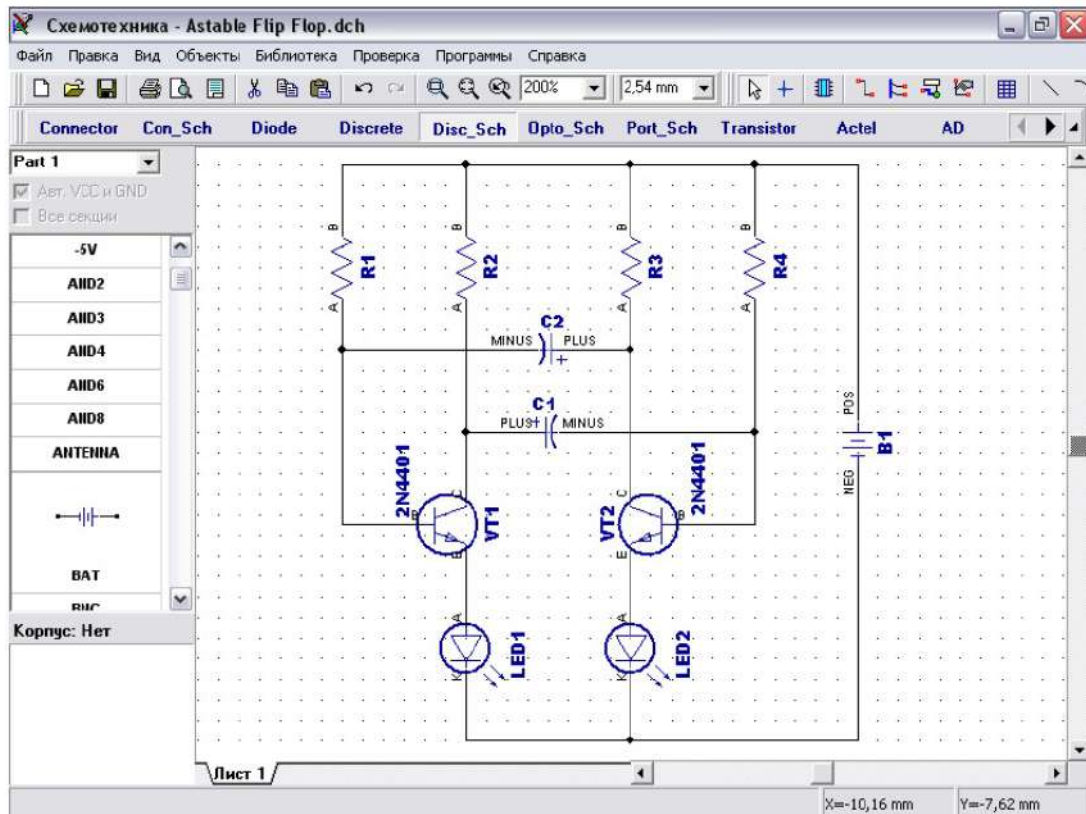 Схемотехника - Astable Flip Flop.dch
Файл Правка Вид Объекты Библиотека Проверка Программы Справка
200% 2,54 mm
Connector Con_Sch Diode Discrete Disc_Sch Opto_Sch Port_Sch Transistor Actel AD
Part 1
Авт. VCC и GND
Все секции
-5V
AND2
AND3
AND4
AND6
AND8
ANTENNA
BAT
Корпус: Нет
B B B B
R1 R2 R3 R4
A A A A
C2
MINUS PLUS
+
C1
PLUS + MINUS
POS
B1
NEG
2N4401 2N4401
C C
B B
VT1 VT2
E E
A A
LED1 LED2
K K
Лист 1
X=-10,16 mm Y=-7,62 mm